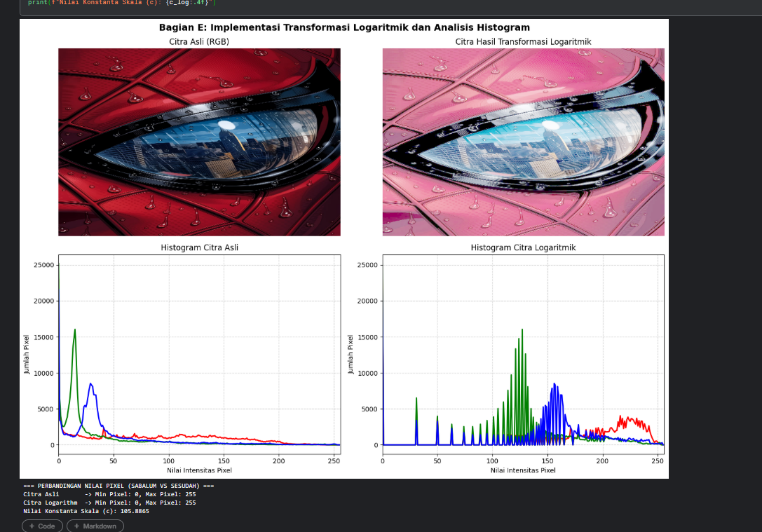 print(f"Nilai Konstanta Skala (c): {c_log:.4f}")
Bagian E: Implementasi Transformasi Logaritmik dan Analisis Histogram
Citra Asli (RGB)
Citra Hasil Transformasi Logaritmik
Histogram Citra Asli
Histogram Citra Logaritmik
25000
20000
15000
10000
5000
0
Jumlah Pixel
0 50 100 150 200 250
Nilai Intensitas Pixel
25000
20000
15000
10000
5000
0
Jumlah Pixel
0 50 100 150 200 250
Nilai Intensitas Pixel
=== PERBANDINGAN NILAI PIXEL (SABALUM VS SESUDAH) ===
Citra Asli -> Min Pixel: 0, Max Pixel: 255
Citra Logarithm -> Min Pixel: 0, Max Pixel: 255
Nilai Konstanta Skala (c): 105.8865
+ Code
+ Markdown